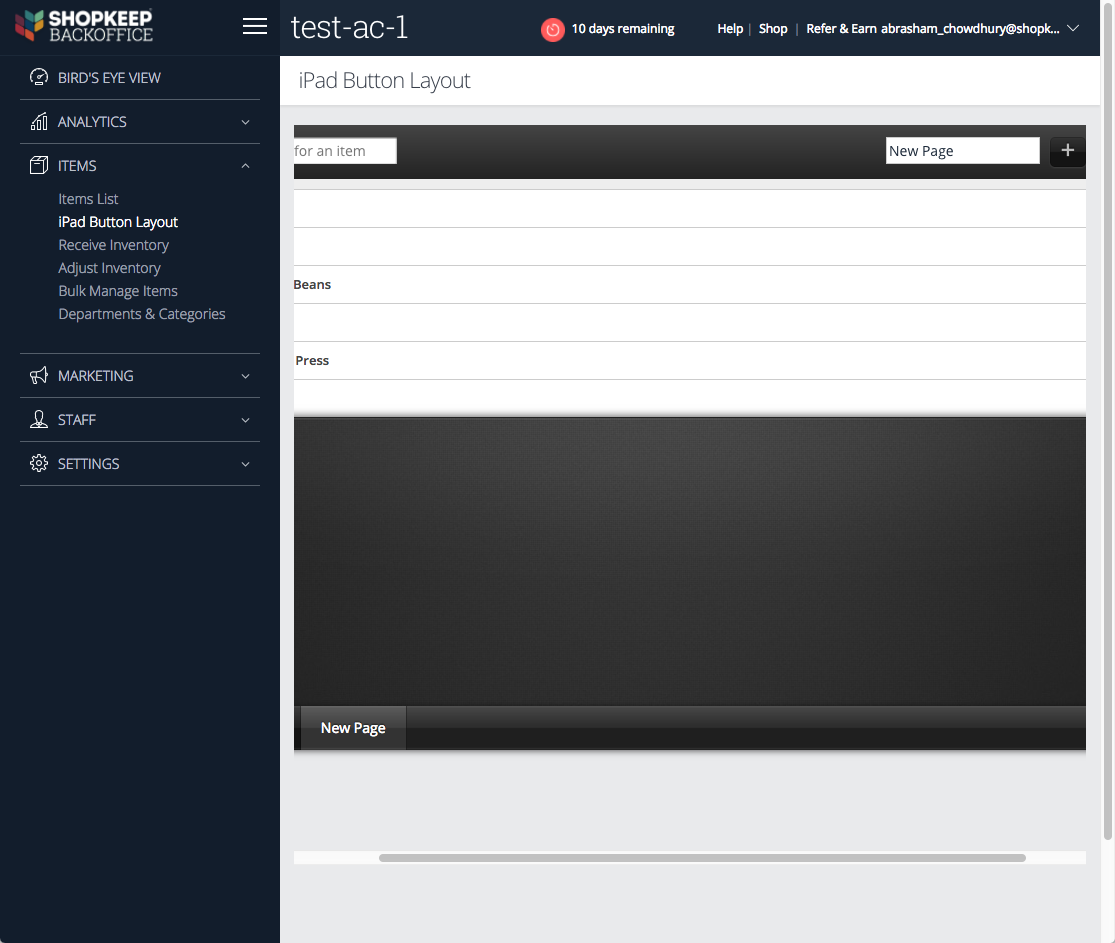 SHOPKEEP
BACKOFFICE
test-ac-1
10 days remaining
Help | Shop | Refer & Earn abrasham_chowdhury@shopk...
BIRD'S EYE VIEW
ANALYTICS
ITEMS
Items List
iPad Button Layout
Receive Inventory
Adjust Inventory
Bulk Manage Items
Departments & Categories
MARKETING
STAFF
SETTINGS
iPad Button Layout
for an item
New Page
+
Beans
Press
New Page